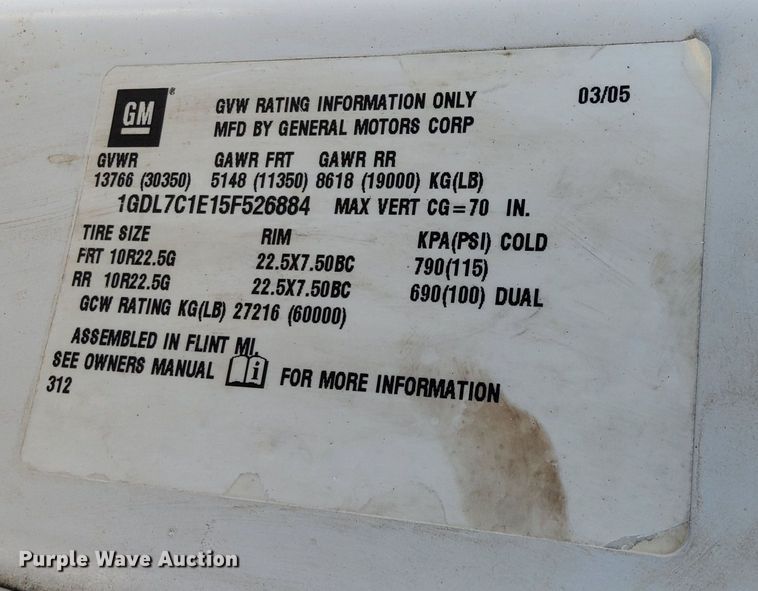 GM®
GVW RATING INFORMATION ONLY 03/05
MFD BY GENERAL MOTORS CORP
GVWR GAWR FRT GAWR RR
13766 (30350) 5148 (11350) 8618 (19000) KG(LB)
1GDL7C1E15F526884 MAX VERT CG=70 IN.
TIRE SIZE RIM KPA(PSI) COLD
FRT 10R22.5G 22.5X7.50BC 790(115)
RR 10R22.5G 22.5X7.50BC 690(100) DUAL
GCW RATING KG(LB) 27216 (60000)
ASSEMBLED IN FLINT MI.
SEE OWNERS MANUAL i FOR MORE INFORMATION
312
Purple Wave Auction